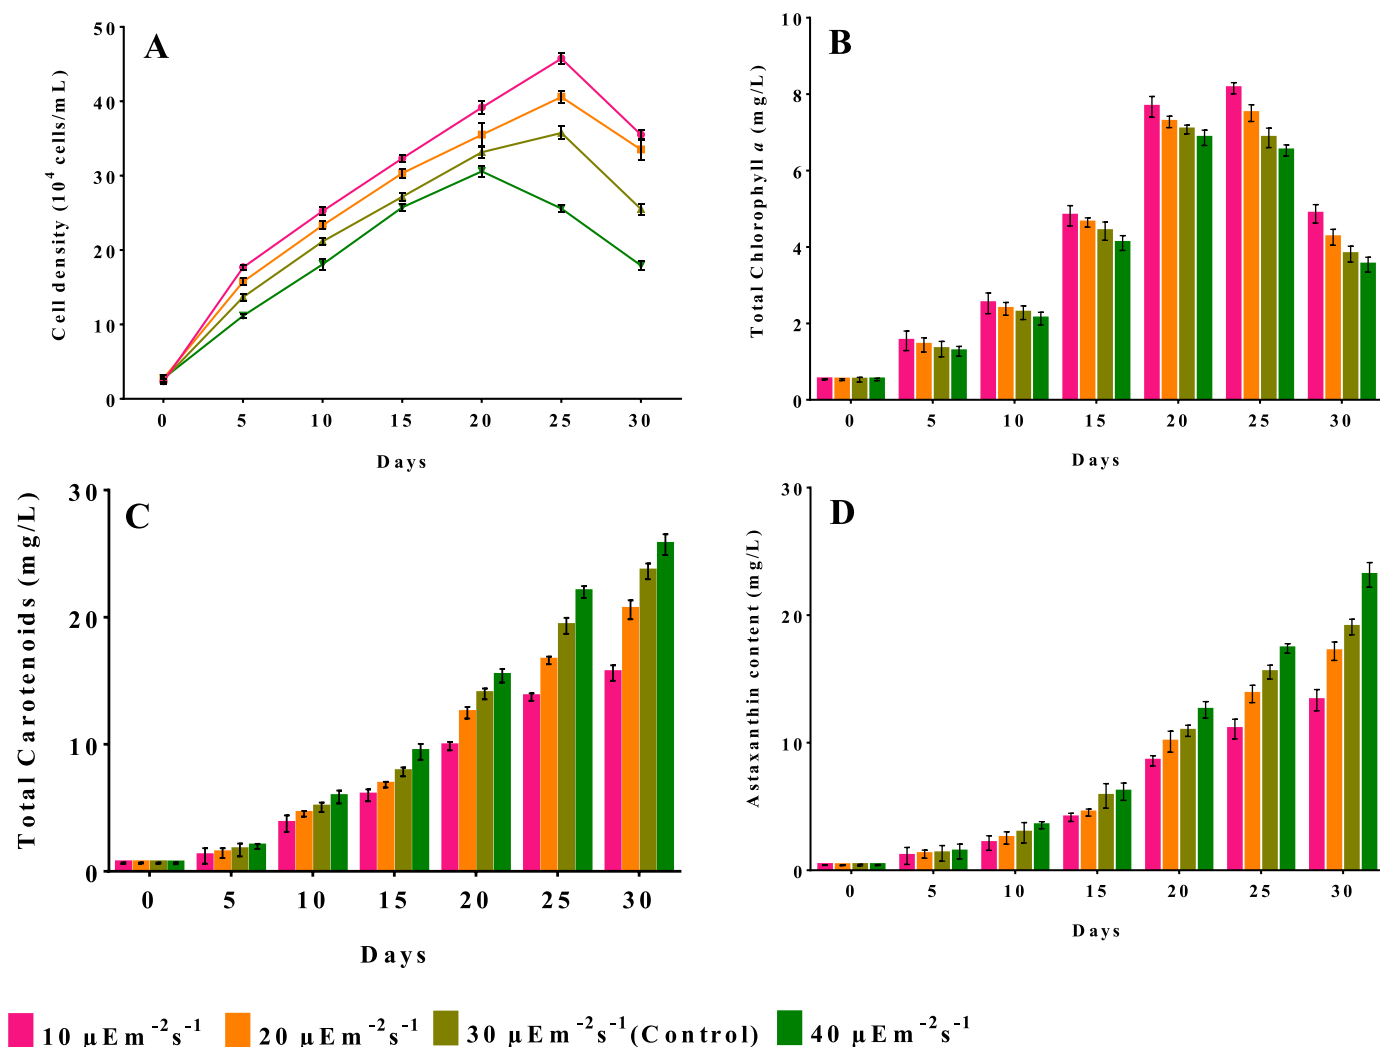 A
Cell density (10⁴ cells/mL)
50
40
30
20
10
0
0 5 10 15 20 25 30
Days
B
Total Chlorophyll a (mg/L)
10
8
6
4
2
0
0 5 10 15 20 25 30
Days
C
Total Carotenoids (mg/L)
30
20
10
0
0 5 10 15 20 25 30
Days
D
Astaxanthin content (mg/L)
30
20
10
0
0 5 10 15 20 25 30
Days
10 µEm⁻²s⁻¹ 20 µEm⁻²s⁻¹ 30 µEm⁻²s⁻¹(Control) 40 µEm⁻²s⁻¹